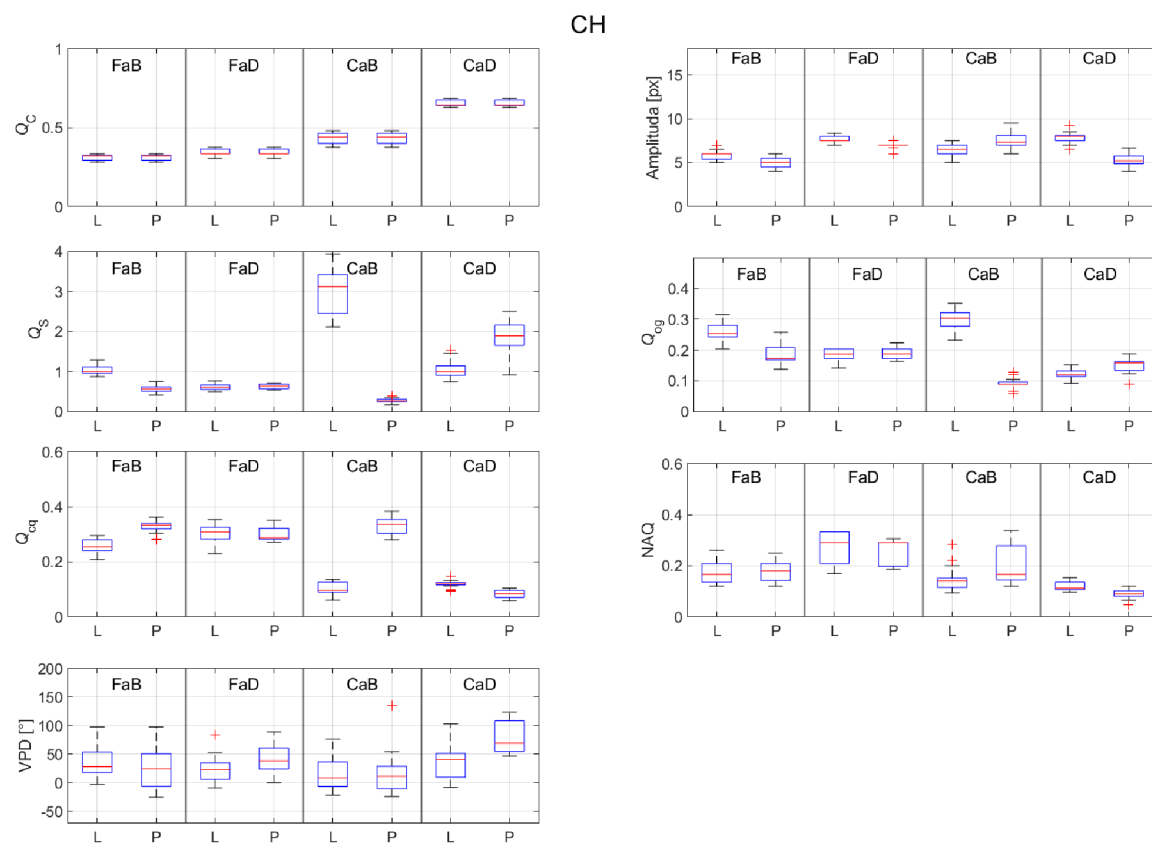 CH
1
0.5
0
Q_C
FaB FaD CaB CaD
L P L P L P L P
15
10
5
0
Amplituda [px]
FaB FaD CaB CaD
L P L P L P L P
4
3
2
1
0
Q_S
FaB FaD CaB CaD
L P L P L P L P
0.4
0.3
0.2
0.1
0
Q_og
FaB FaD CaB CaD
L P L P L P L P
0.6
0.4
0.2
0
Q_cq
FaB FaD CaB CaD
L P L P L P L P
0.6
0.4
0.2
0
NAQ
FaB FaD CaB CaD
L P L P L P L P
200
150
100
50
0
-50
VPD [°]
FaB FaD CaB CaD
L P L P L P L P